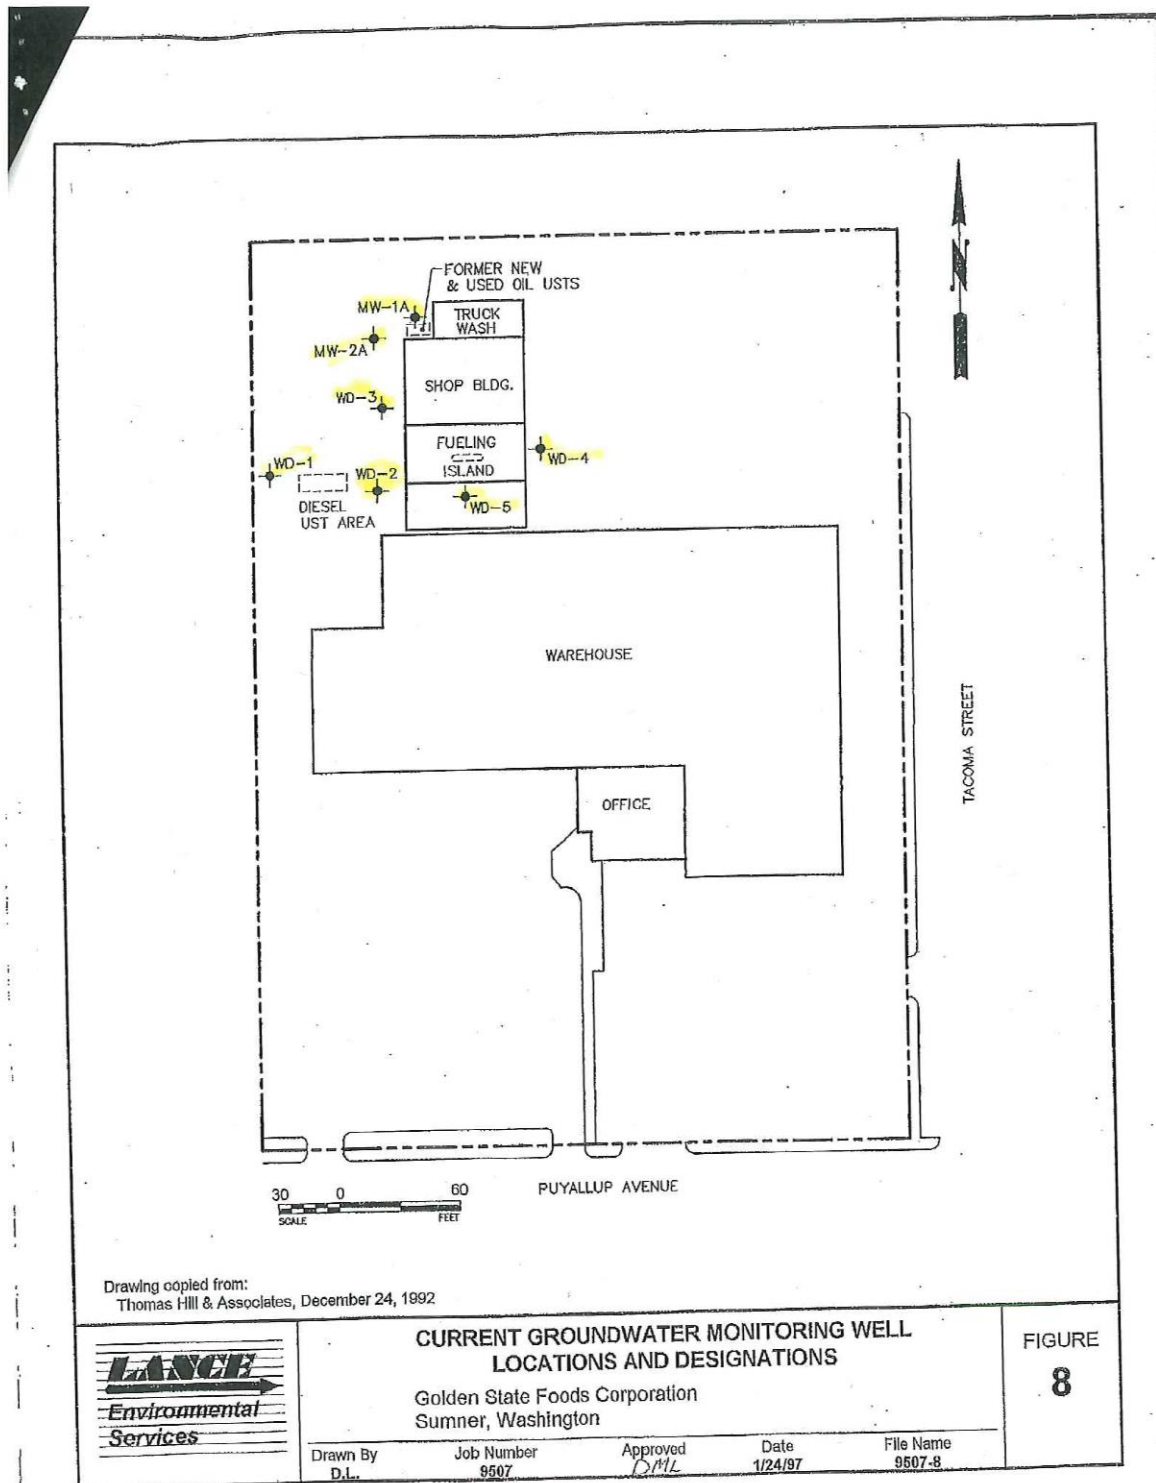 FORMER NEW
& USED OIL USTS
MW-1A
TRUCK
WASH
MW-2A
SHOP BLDG.
WD-3
FUELING
ISLAND
WD-4
WD-1
WD-2
WD-5
DIESEL
UST AREA
N
WAREHOUSE
OFFICE
TACOMA STREET
PUYALLUP AVENUE
30 0 60
SCALE FEET
Drawing copied from:
Thomas Hill & Associates, December 24, 1992
LANCE
Environmental
Services
CURRENT GROUNDWATER MONITORING WELL
LOCATIONS AND DESIGNATIONS
Golden State Foods Corporation
Sumner, Washington
Drawn By Job Number Approved Date File Name
D.L. 9507 DML 1/24/97 9507-8
FIGURE
8